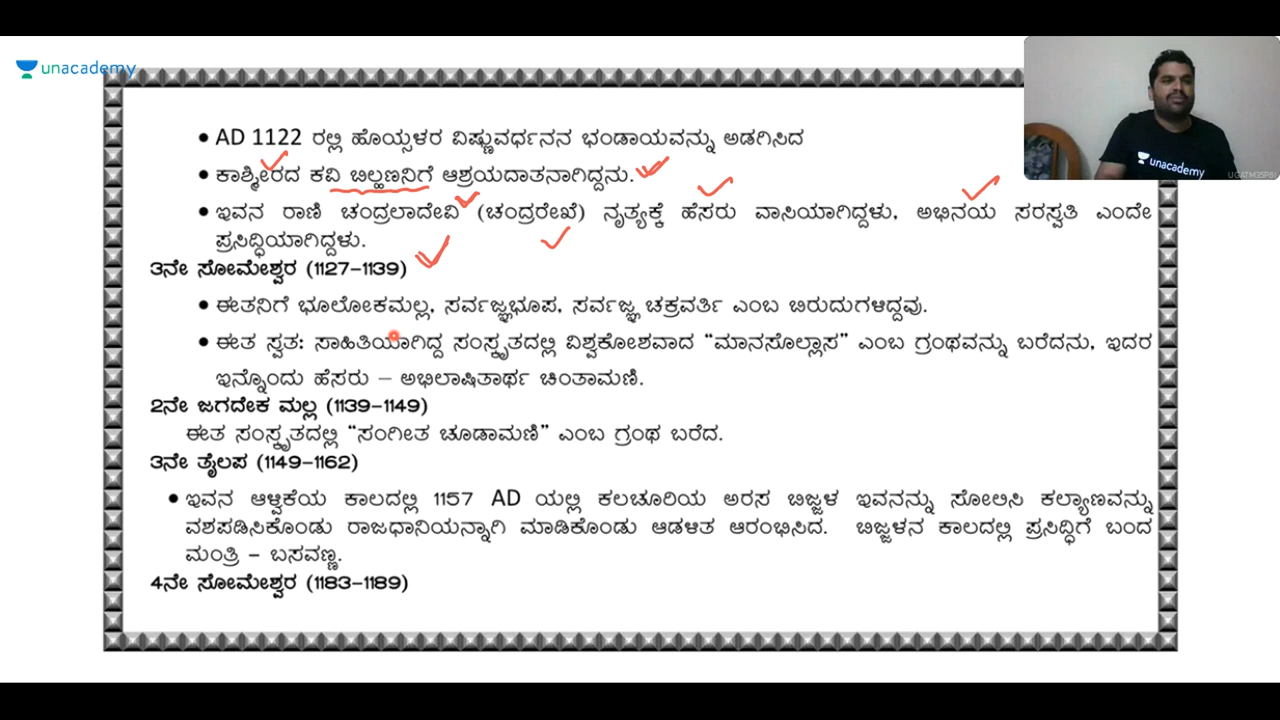 unacademy
• AD 1122 ರಲ್ಲಿ ಹೊಯ್ಸಳರ ವಿಷ್ಣುವರ್ಧನನ ಭಂಡಾಯವನ್ನು ಅಡಗಿಸಿದ
• ಕಾಶ್ಮೀರದ ಕವಿ ಬಿಲ್ಹಣನಿಗೆ ಆಶ್ರಯದಾತನಾಗಿದ್ದನು.
• ಇವನ ರಾಣಿ ಚಂದ್ರಲಾದೇವಿ (ಚಂದ್ರರೇಖೆ) ನೃತ್ಯಕ್ಕೆ ಹೆಸರು ವಾಸಿಯಾಗಿದ್ದಳು, ಅಭಿನಯ ಸರಸ್ವತಿ ಎಂದೇ
ಪ್ರಸಿದ್ಧಿಯಾಗಿದ್ದಳು.
3ನೇ ಸೋಮೇಶ್ವರ (1127-1139)
• ಈತನಿಗೆ ಭೂಲೋಕಮಲ್ಲ, ಸರ್ವಜ್ಞಭೂಪ, ಸರ್ವಜ್ಞ ಚಕ್ರವರ್ತಿ ಎಂಬ ಬಿರುದುಗಳಿದ್ದವು.
• ಈತ ಸ್ವತ: ಸಾಹಿತಿಯಾಗಿದ್ದ ಸಂಸ್ಕೃತದಲ್ಲಿ ವಿಶ್ವಕೋಶವಾದ “ಮಾನಸೊಲ್ಲಾಸ” ಎಂಬ ಗ್ರಂಥವನ್ನು ಬರೆದನು, ಇದರ
ಇನ್ನೊಂದು ಹೆಸರು – ಅಭಿಲಾಷಿತಾರ್ಥ ಚಿಂತಾಮಣಿ.
2ನೇ ಜಗದೇಕ ಮಲ್ಲ (1139-1149)
ಈತ ಸಂಸ್ಕೃತದಲ್ಲಿ “ಸಂಗೀತ ಚೂಡಾಮಣಿ” ಎಂಬ ಗ್ರಂಥ ಬರೆದ.
3ನೇ ತೈಲಪ (1149-1162)
• ಇವನ ಆಳ್ವಿಕೆಯ ಕಾಲದಲ್ಲಿ 1157 AD ಯಲ್ಲಿ ಕಲಚೂರಿಯ ಅರಸ ಬಿಜ್ಜಳ ಇವನನ್ನು ಸೋಲಿಸಿ ಕಲ್ಯಾಣವನ್ನು
ವಶಪಡಿಸಿಕೊಂಡು ರಾಜಧಾನಿಯನ್ನಾಗಿ ಮಾಡಿಕೊಂಡು ಆಡಳಿತ ಆರಂಭಿಸಿದ. ಬಿಜ್ಜಳನ ಕಾಲದಲ್ಲಿ ಪ್ರಸಿದ್ಧಿಗೆ ಬಂದ
ಮಂತ್ರಿ – ಬಸವಣ್ಣ.
4ನೇ ಸೋಮೇಶ್ವರ (1183-1189)
unacademy